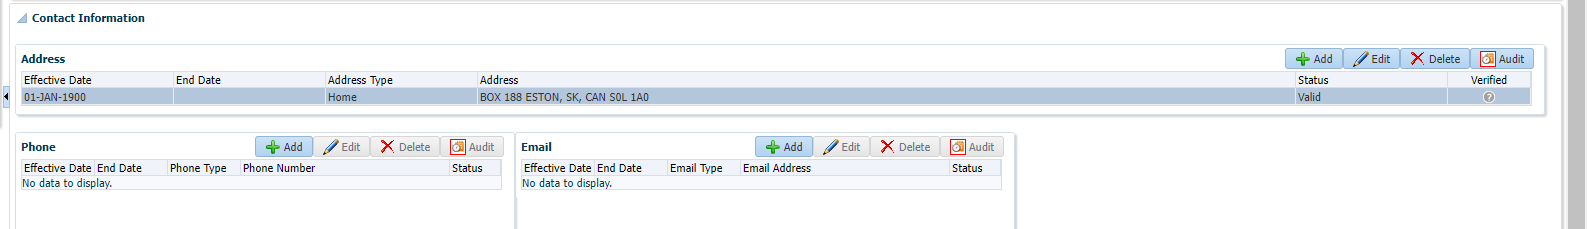 Contact Information
Address Add Edit Delete Audit
Effective Date End Date Address Type Address Status Verified
01-JAN-1900 Home BOX 188 ESTON, SK, CAN S0L 1A0 Valid ?
Phone Add Edit Delete Audit
Effective Date End Date Phone Type Phone Number Status
No data to display.
Email Add Edit Delete Audit
Effective Date End Date Email Type Email Address Status
No data to display.